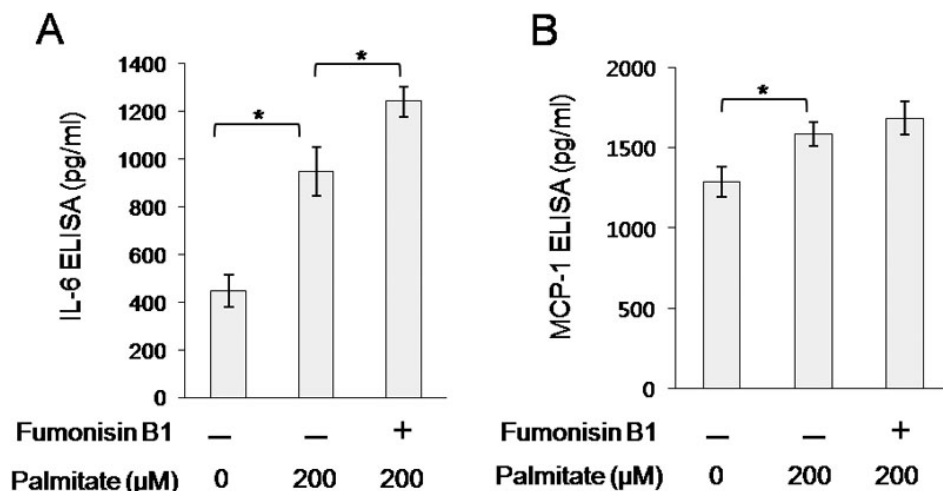 A
IL-6 ELISA (pg/ml)
1400
1200
1000
800
600
400
200
0
*
*
Fumonisin B1 – – +
Palmitate (µM) 0 200 200
B
MCP-1 ELISA (pg/ml)
2000
1500
1000
500
0
*
Fumonisin B1 – – +
Palmitate (µM) 0 200 200